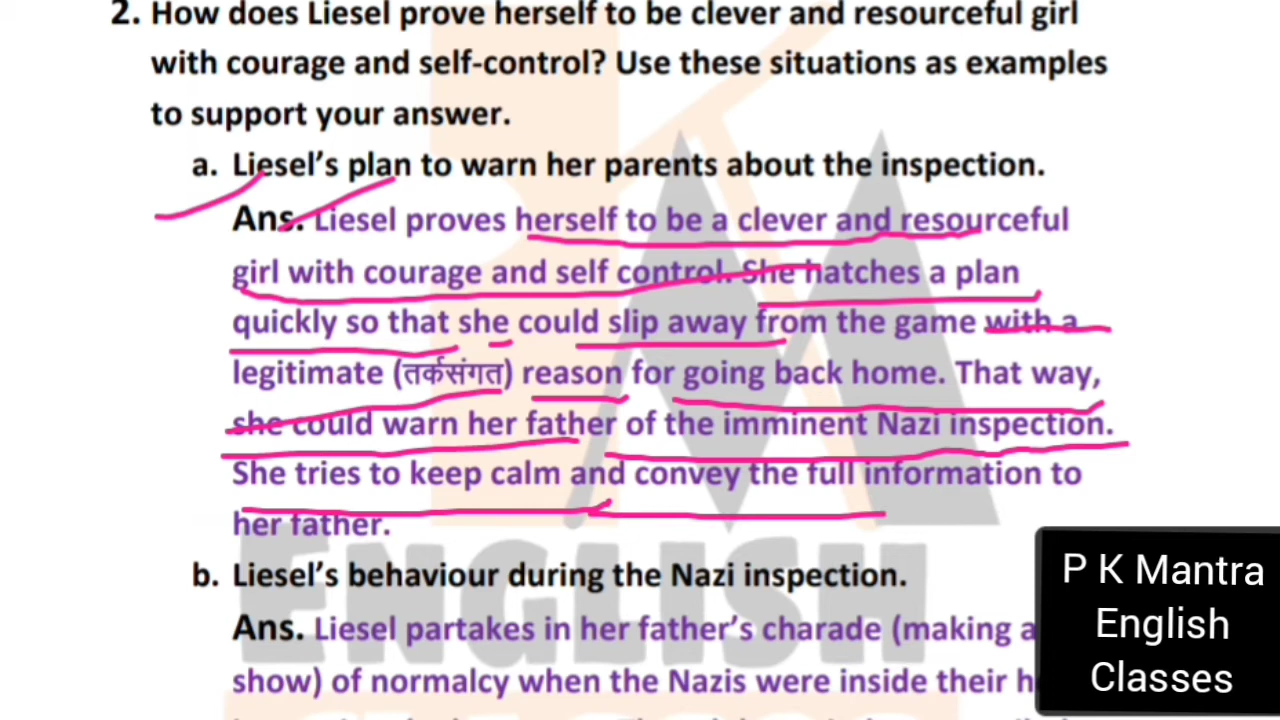 2. How does Liesel prove herself to be clever and resourceful girl
with courage and self-control? Use these situations as examples
to support your answer.
a. Liesel's plan to warn her parents about the inspection.
Ans. Liesel proves herself to be a clever and resourceful
girl with courage and self control. She hatches a plan
quickly so that she could slip away from the game with a
legitimate (तर्कसंगत) reason for going back home. That way,
she could warn her father of the imminent Nazi inspection.
She tries to keep calm and convey the full information to
her father.
b. Liesel's behaviour during the Nazi inspection.
Ans. Liesel partakes in her father's charade (making a
show) of normalcy when the Nazis were inside their
P K Mantra
English
Classes
ENGLISH